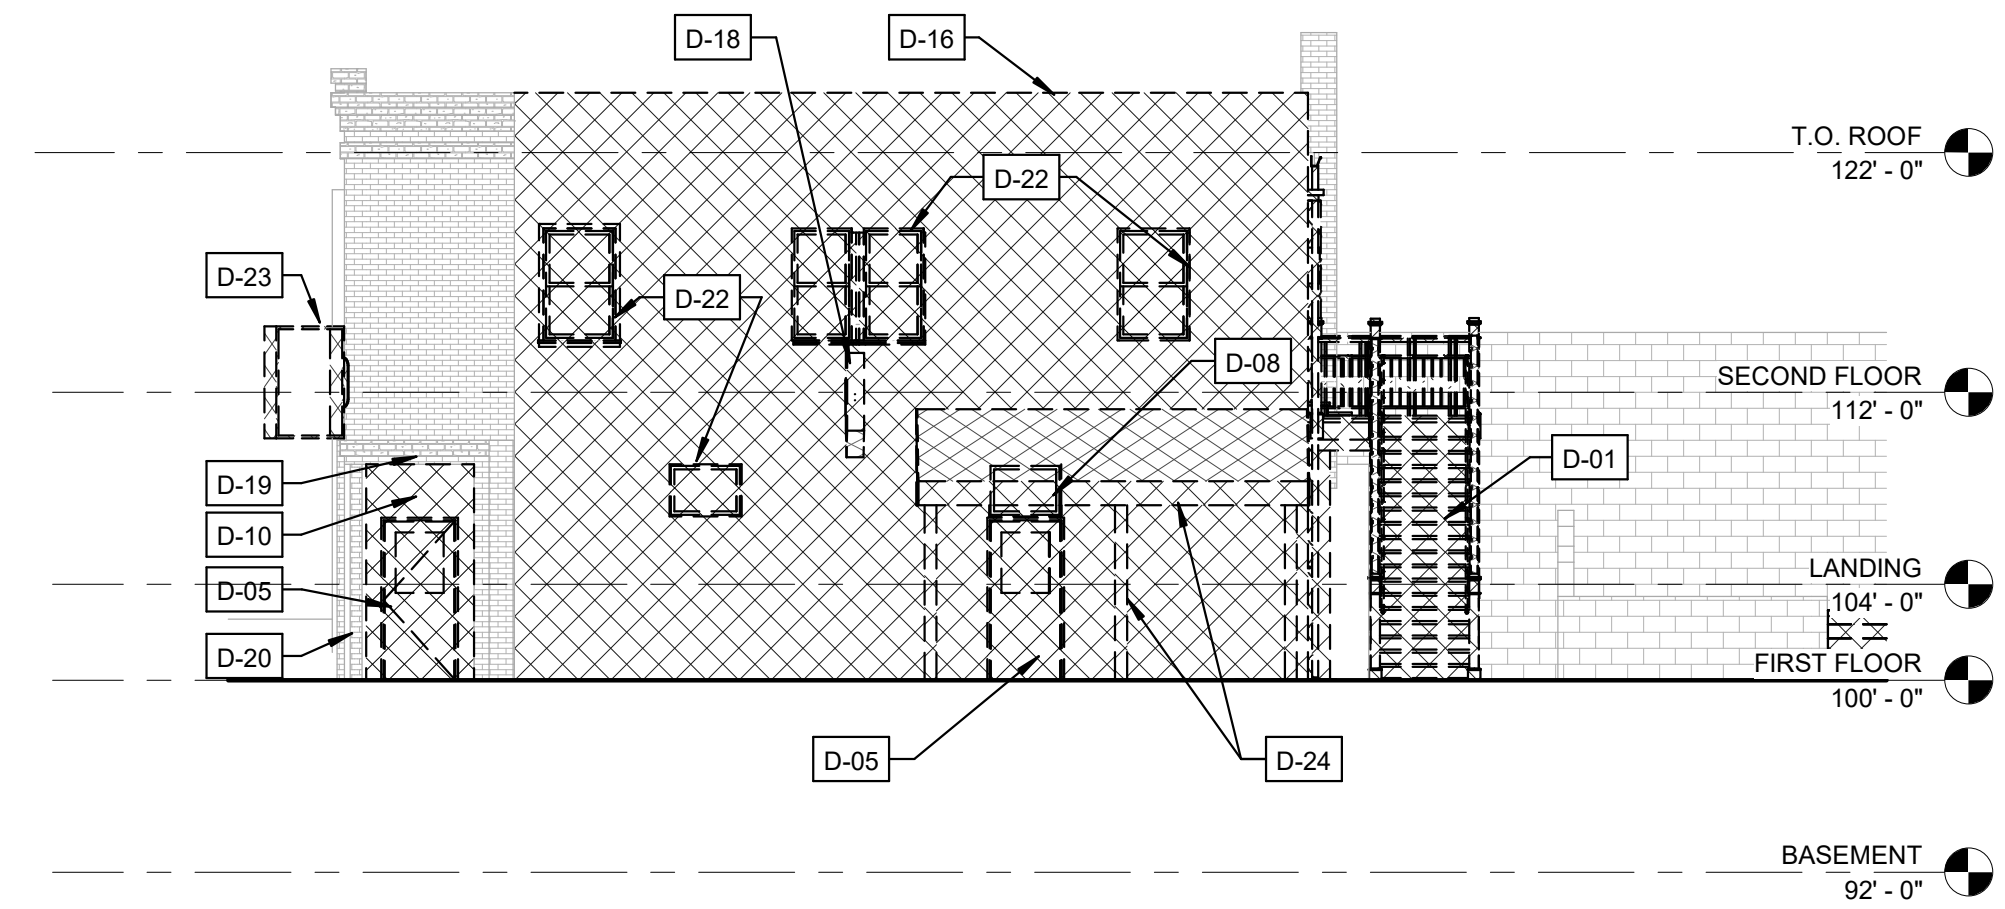 D-18
D-16
T.O. ROOF
122' - 0"
D-22
D-23
D-22
D-08
SECOND FLOOR
112' - 0"
D-19
D-01
D-10
D-05
LANDING
104' - 0"
D-20
FIRST FLOOR
100' - 0"
D-05
D-24
BASEMENT
92' - 0"